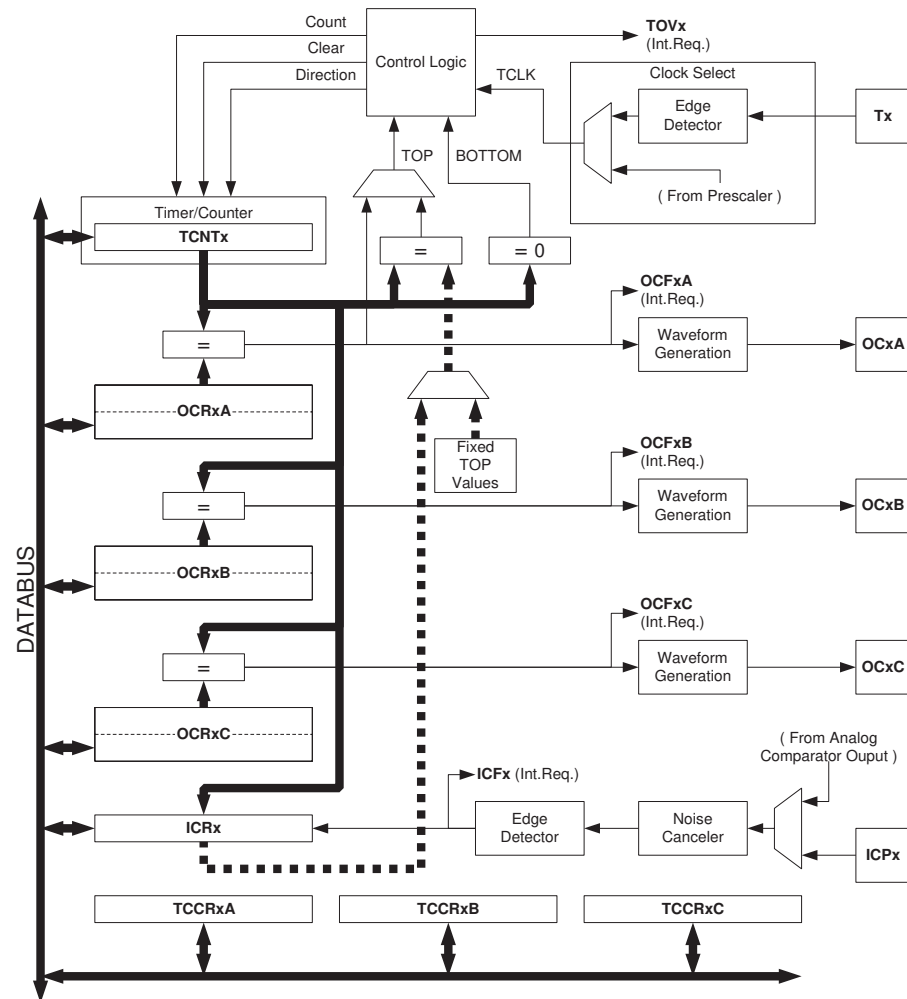 Count
Clear
Direction
Control Logic
TOVx
(Int.Req.)
TCLK
Clock Select
Edge
Detector
Tx
( From Prescaler )
TOP
BOTTOM
Timer/Counter
TCNTx
=
= 0
=
OCRxA
OCFxA
(Int.Req.)
Waveform
Generation
OCxA
Fixed
TOP
Values
=
OCRxB
OCFxB
(Int.Req.)
Waveform
Generation
OCxB
DATABUS
=
OCRxC
OCFxC
(Int.Req.)
Waveform
Generation
OCxC
( From Analog
Comparator Ouput )
ICFx (Int.Req.)
ICRx
Edge
Detector
Noise
Canceler
ICPx
TCCRxA
TCCRxB
TCCRxC